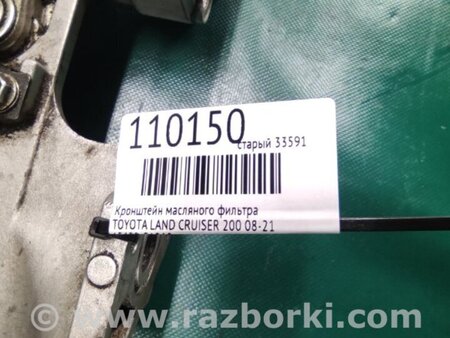 110150
старый 33591
Кронштейн масляного фильтра
TOYOTA LAND CRUISER 200 08-21
www.razborki.com